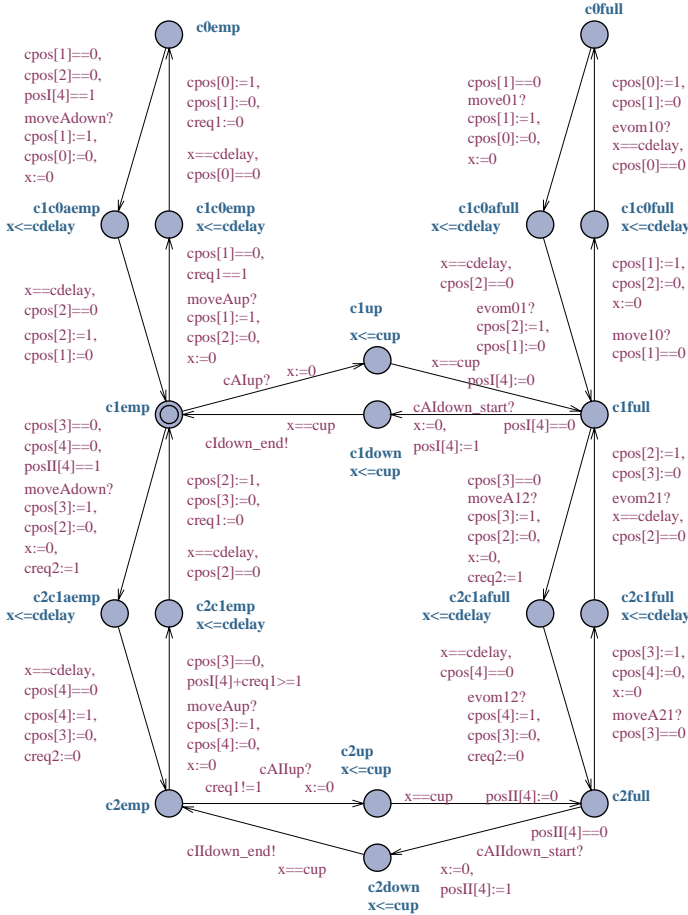 c0emp
c0full
cpos[1]==0,
cpos[2]==0,
posI[4]==1
moveAdown?
cpos[1]:=1,
cpos[0]:=0,
x:=0
cpos[0]:=1,
cpos[1]:=0,
creq1:=0
x==cdelay,
cpos[0]==0
cpos[1]==0
move01?
cpos[1]:=1,
cpos[0]:=0,
x:=0
cpos[0]:=1,
cpos[1]:=0
evom10?
x==cdelay,
cpos[0]==0
c1c0aemp
x<=cdelay
c1c0emp
x<=cdelay
c1c0afull
x<=cdelay
c1c0full
x<=cdelay
x==cdelay,
cpos[2]==0
cpos[2]:=1,
cpos[1]:=0
cpos[1]==0,
creq1==1
moveAup?
cpos[1]:=1,
cpos[2]:=0,
x:=0
x==cdelay,
cpos[2]==0
evom01?
cpos[2]:=1,
cpos[1]:=0
cpos[1]:=1,
cpos[2]:=0,
x:=0
move10?
cpos[1]==0
c1up
x<=cup
cAIup?
x:=0
x==cup
posI[4]:=0
c1emp
c1full
x==cup
cIdown_end!
c1down
x<=cup
cAIdown_start?
x:=0,
posI[4]:=1
posI[4]==0
cpos[3]==0,
cpos[4]==0,
posII[4]==1
moveAdown?
cpos[3]:=1,
cpos[2]:=0,
x:=0,
creq2:=1
cpos[2]:=1,
cpos[3]:=0,
creq1:=0
x==cdelay,
cpos[2]==0
cpos[3]==0
moveA12?
cpos[3]:=1,
cpos[2]:=0,
x:=0,
creq2:=1
cpos[2]:=1,
cpos[3]:=0
evom21?
x==cdelay,
cpos[2]==0
c2c1aemp
x<=cdelay
c2c1emp
x<=cdelay
c2c1afull
x<=cdelay
c2c1full
x<=cdelay
x==cdelay,
cpos[4]==0
cpos[4]:=1,
cpos[3]:=0,
creq2:=0
cpos[3]==0,
posI[4]+creq1>=1
moveAup?
cpos[3]:=1,
cpos[4]:=0,
x:=0
x==cdelay,
cpos[4]==0
evom12?
cpos[4]:=1,
cpos[3]:=0,
creq2:=0
cpos[3]:=1,
cpos[4]:=0,
x:=0
moveA21?
cpos[3]==0
c2up
x<=cup
cAIIup?
creq1!=1
x:=0
x==cup
posII[4]:=0
c2emp
c2full
cIIdown_end!
x==cup
c2down
x<=cup
posII[4]==0
cAIIdown_start?
x:=0,
posII[4]:=1